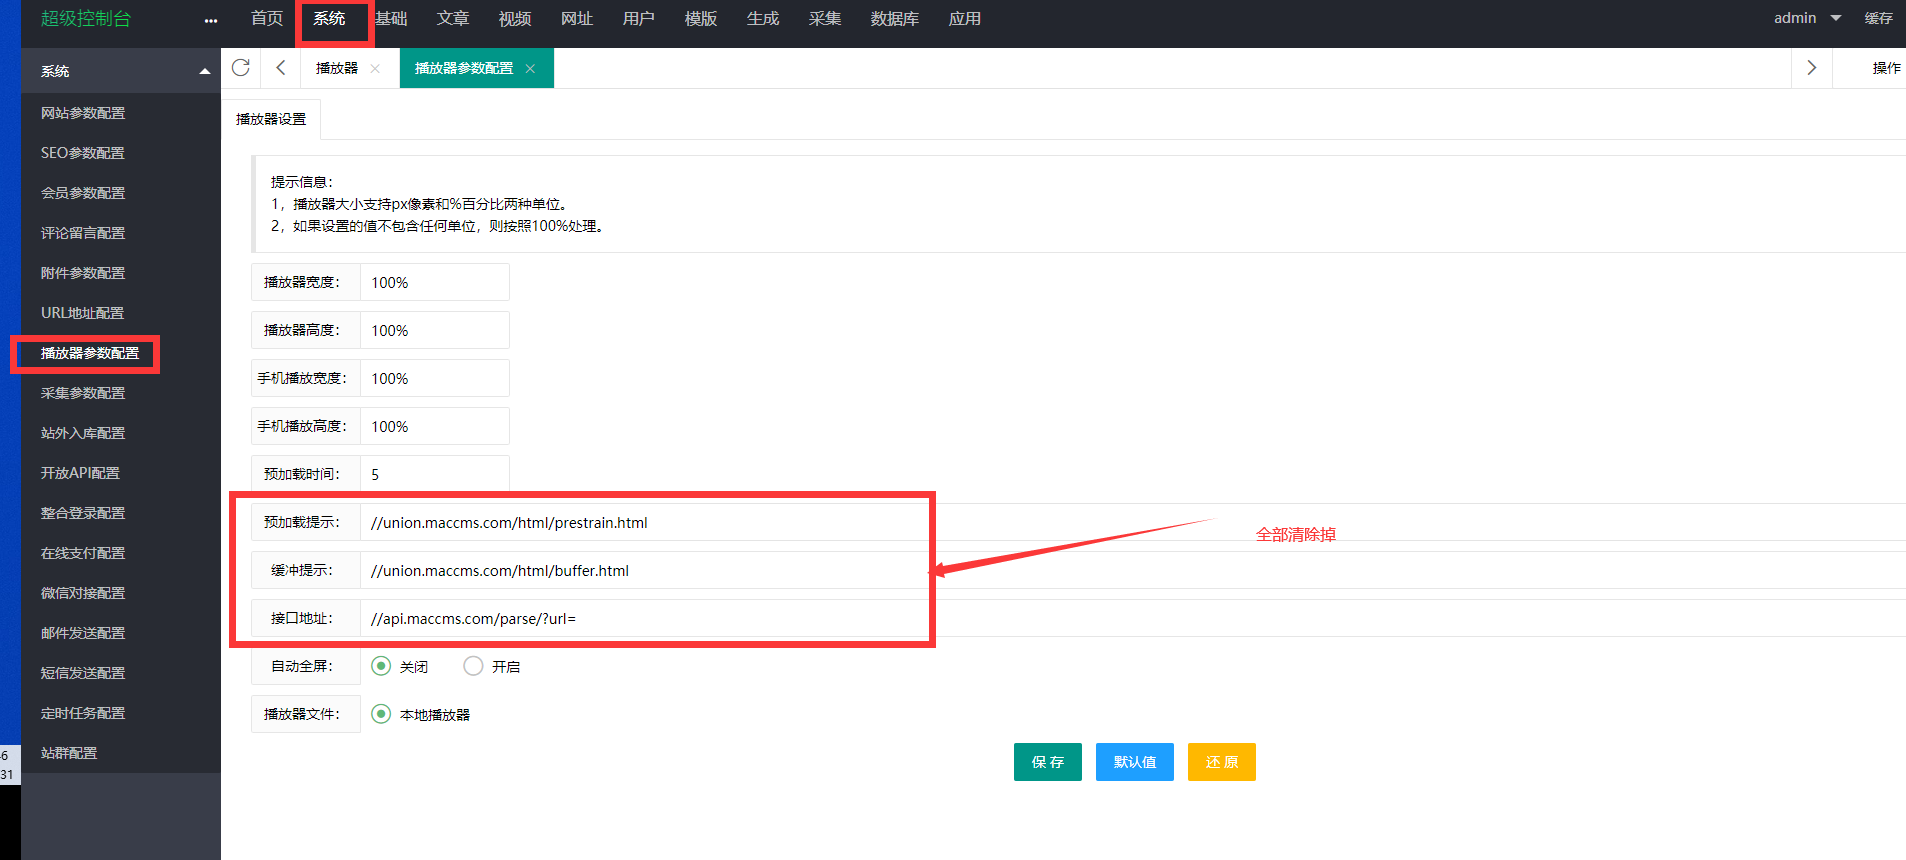 超级控制台
首页 系统 基础 文章 视频 网址 用户 模版 生成 采集 数据库 应用
admin 缓存
系统
播放器 播放器参数配置 操作
网站参数配置
SEO参数配置
会员参数配置
评论留言配置
附件参数配置
URL地址配置
播放器参数配置
采集参数配置
站外入库配置
开放API配置
整合登录配置
在线支付配置
微信对接配置
邮件发送配置
短信发送配置
定时任务配置
站群配置
46
31
播放器设置
提示信息：
1，播放器大小支持px像素和%百分比两种单位。
2，如果设置的值不包含任何单位，则按照100%处理。
播放器宽度： 100%
播放器高度： 100%
手机播放宽度： 100%
手机播放高度： 100%
预加载时间： 5
预加载提示： //union.maccms.com/html/prestrain.html
缓冲提示： //union.maccms.com/html/buffer.html
接口地址： //api.maccms.com/parse/?url=
全部清除掉
自动全屏： 关闭 开启
播放器文件： 本地播放器
保 存 默认值 还 原